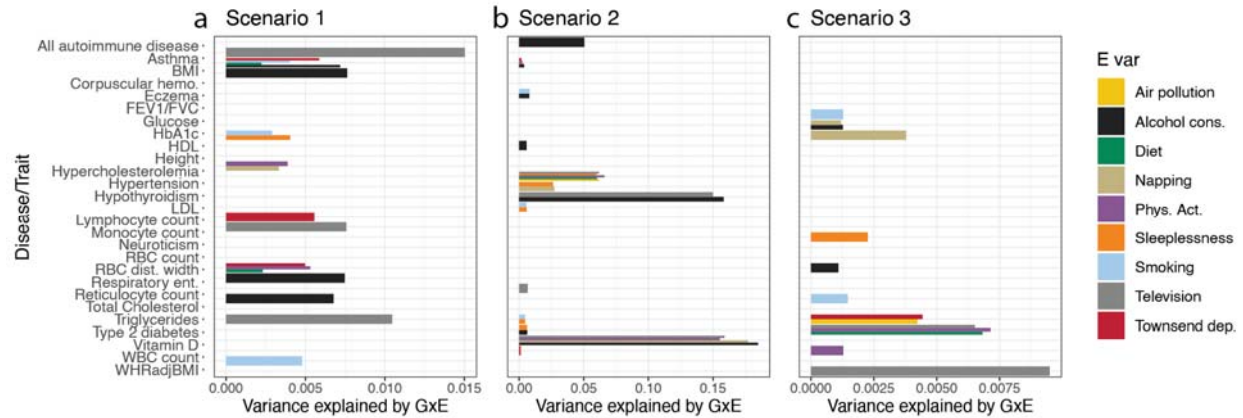 a Scenario 1
b Scenario 2
c Scenario 3
Disease/Trait
All autoimmune disease
Asthma
BMI
Corpuscular hemo.
Eczema
FEV1/FVC
Glucose
HbA1c
HDL
Height
Hypercholesterolemia
Hypertension
Hypothyroidism
LDL
Lymphocyte count
Monocyte count
Neuroticism
RBC count
RBC dist. width
Respiratory ent.
Reticulocyte count
Total Cholesterol
Triglycerides
Type 2 diabetes
Vitamin D
WBC count
WHRadjBMI
0.000 0.005 0.010 0.015
Variance explained by GxE
0.00 0.05 0.10 0.15
Variance explained by GxE
0.0000 0.0025 0.0050 0.0075
Variance explained by GxE
E var
Air pollution
Alcohol cons.
Diet
Napping
Phys. Act.
Sleeplessness
Smoking
Television
Townsend dep.